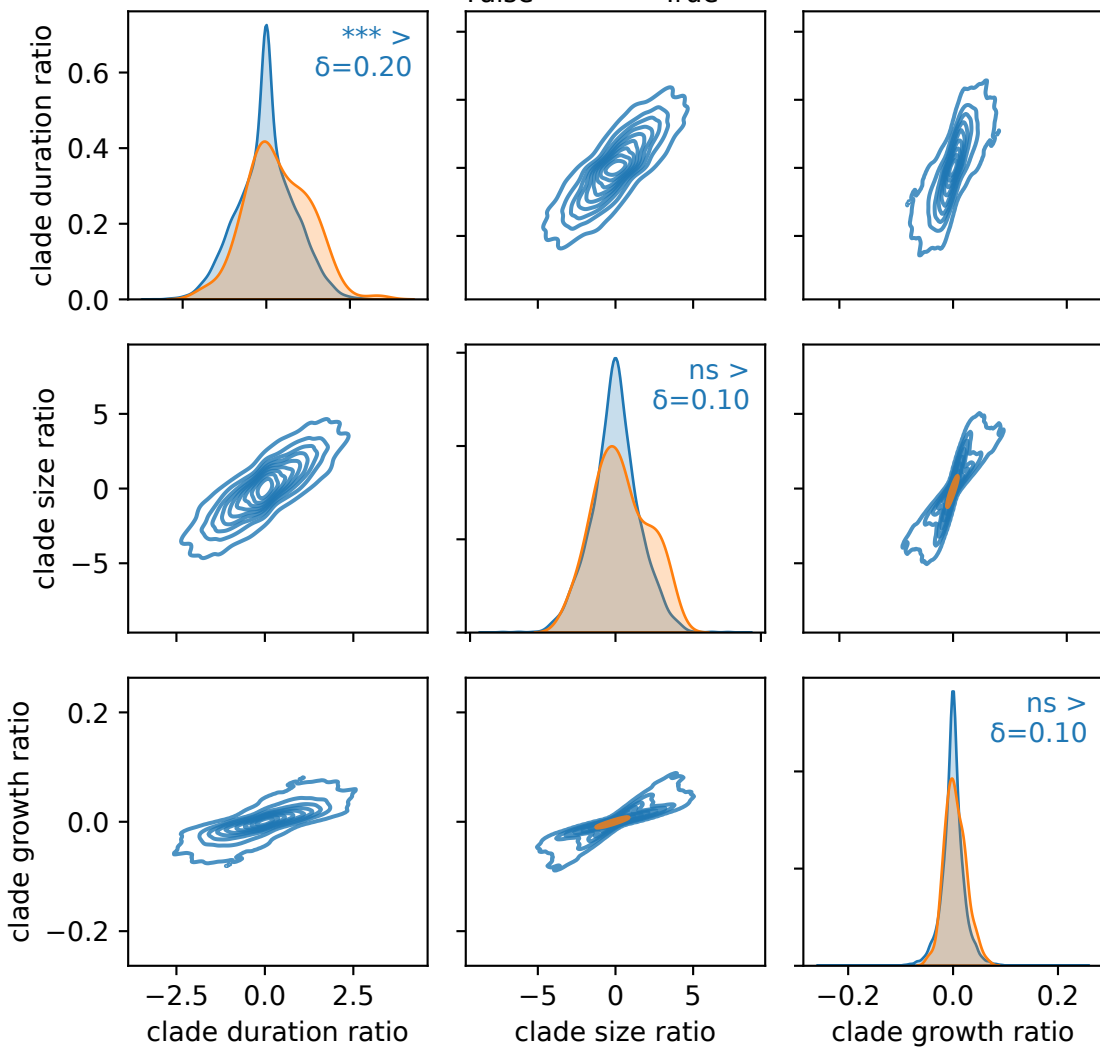 True
clade duration ratio
0.6
0.4
0.2
0.0
*** >
δ=0.20
clade size ratio
5
0
−5
ns >
δ=0.10
clade growth ratio
0.2
0.0
−0.2
ns >
δ=0.10
−2.5 0.0 2.5
−5 0 5
−0.2 0.0 0.2
clade duration ratio
clade size ratio
clade growth ratio